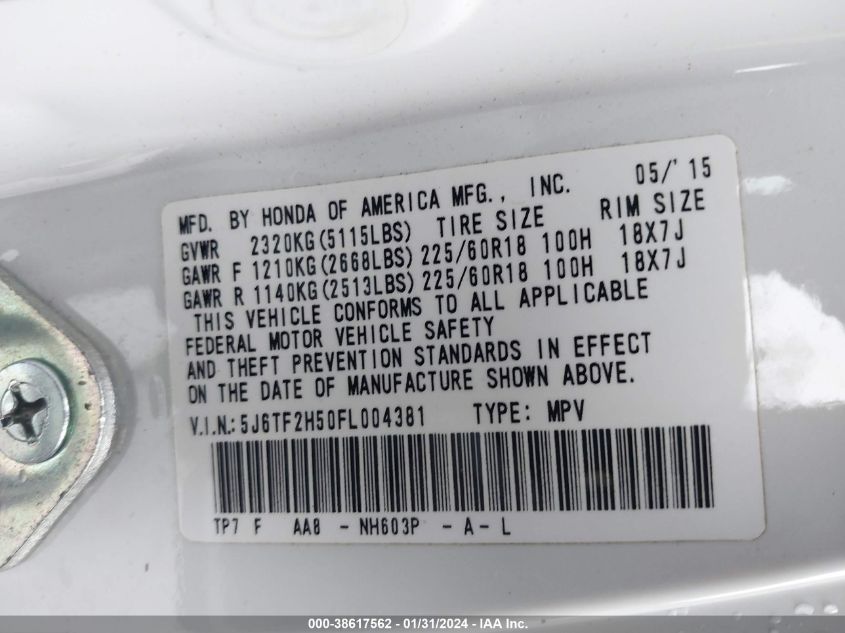 MFD. BY HONDA OF AMERICA MFG., INC. 05/'15
GVWR 2320KG(5115LBS) TIRE SIZE RIM SIZE
GAWR F 1210KG(2668LBS) 225/60R18 100H 18X7J
GAWR R 1140KG(2513LBS) 225/60R18 100H 18X7J
THIS VEHICLE CONFORMS TO ALL APPLICABLE
FEDERAL MOTOR VEHICLE SAFETY
AND THEFT PREVENTION STANDARDS IN EFFECT
ON THE DATE OF MANUFACTURE SHOWN ABOVE.
V.I.N.: 5J6TF2H50FL004381 TYPE: MPV
TP7 F AA8 - NH603P - A - L
000-38617562 - 01/31/2024 - IAA Inc.